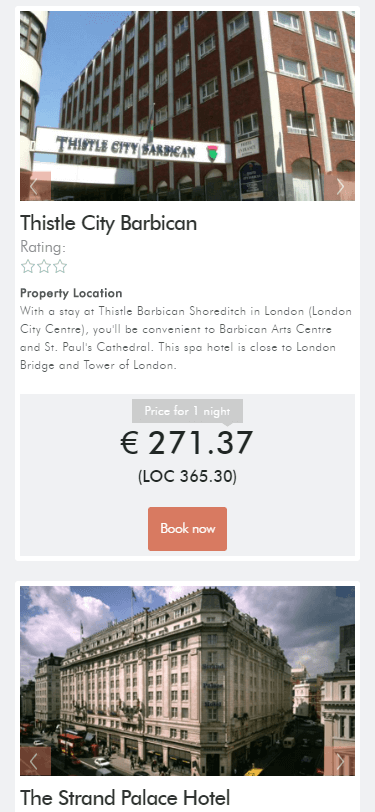 THISTLE CITY BARBICAN
Thistle City Barbican
Rating:
Property Location
With a stay at Thistle Barbican Shoreditch in London (London
City Centre), you'll be convenient to Barbican Arts Centre
and St. Paul's Cathedral. This spa hotel is close to London
Bridge and Tower of London.
Price for 1 night
€ 271.37
(LOC 365.30)
Book now
The Strand Palace Hotel